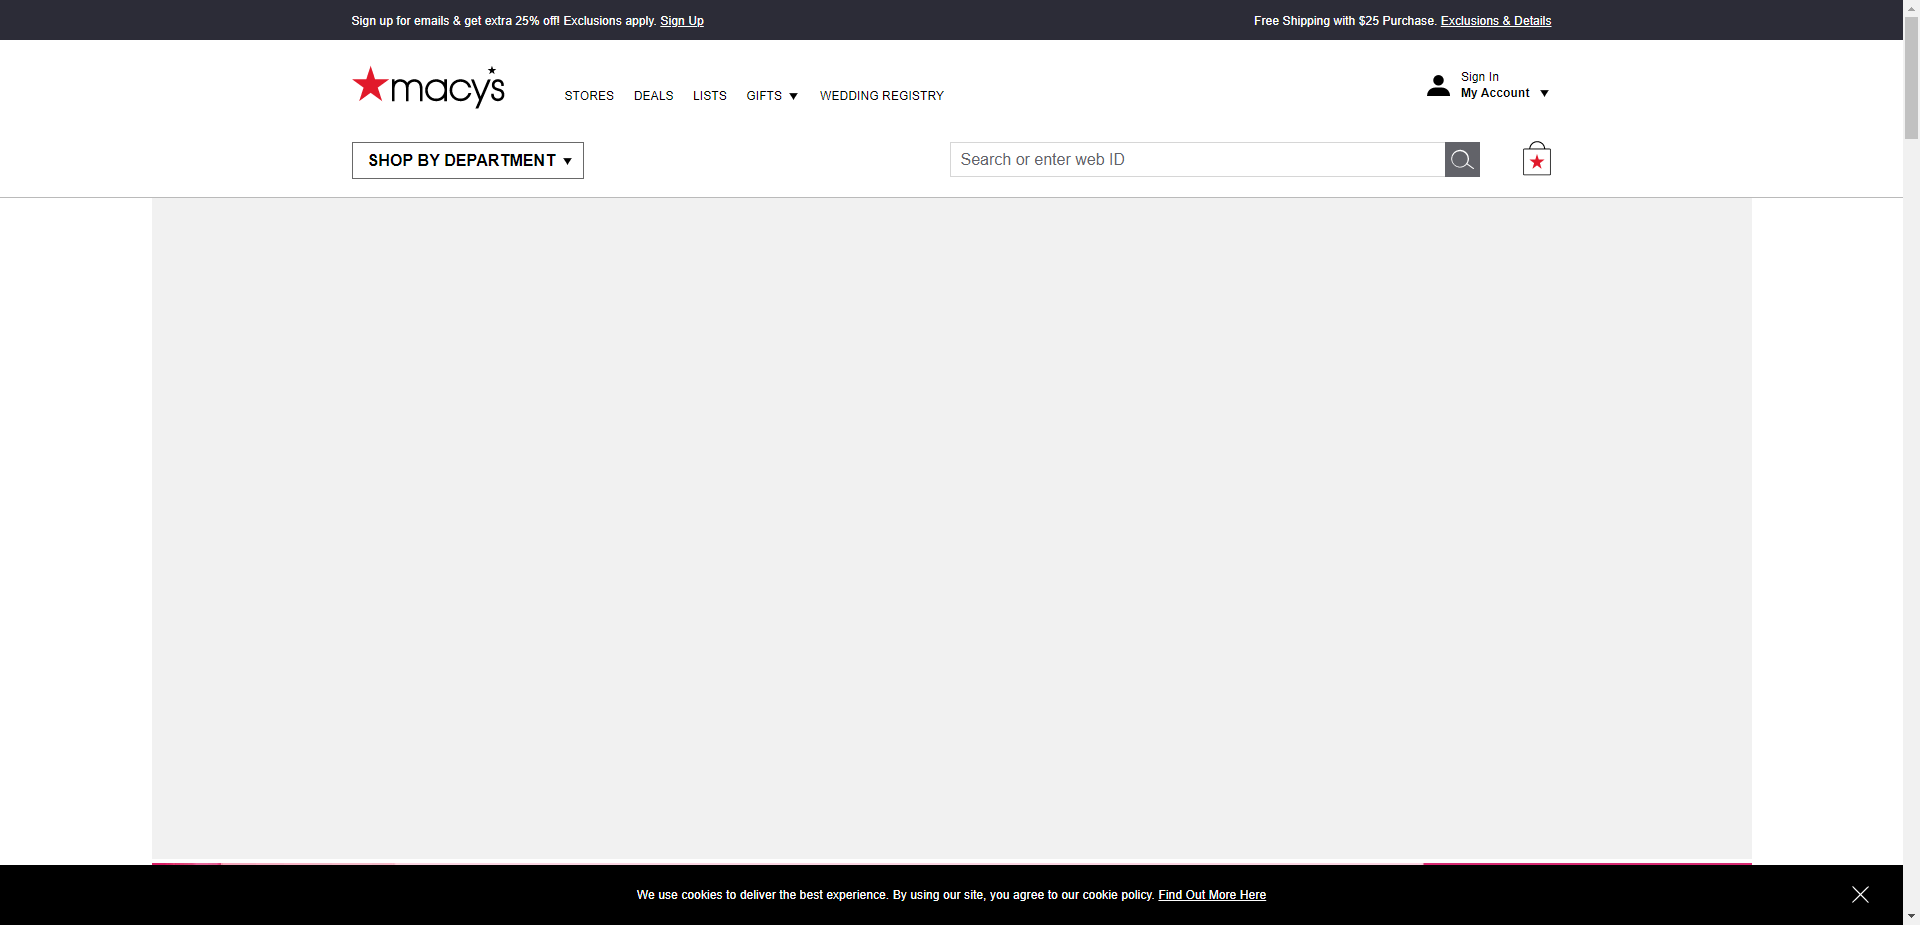 Sign up for emails & get extra 25% off! Exclusions apply. Sign Up
Free Shipping with $25 Purchase. Exclusions & Details
macy's
STORES
DEALS
LISTS
GIFTS
WEDDING REGISTRY
Sign In
My Account
SHOP BY DEPARTMENT
Search or enter web ID
We use cookies to deliver the best experience. By using our site, you agree to our cookie policy. Find Out More Here